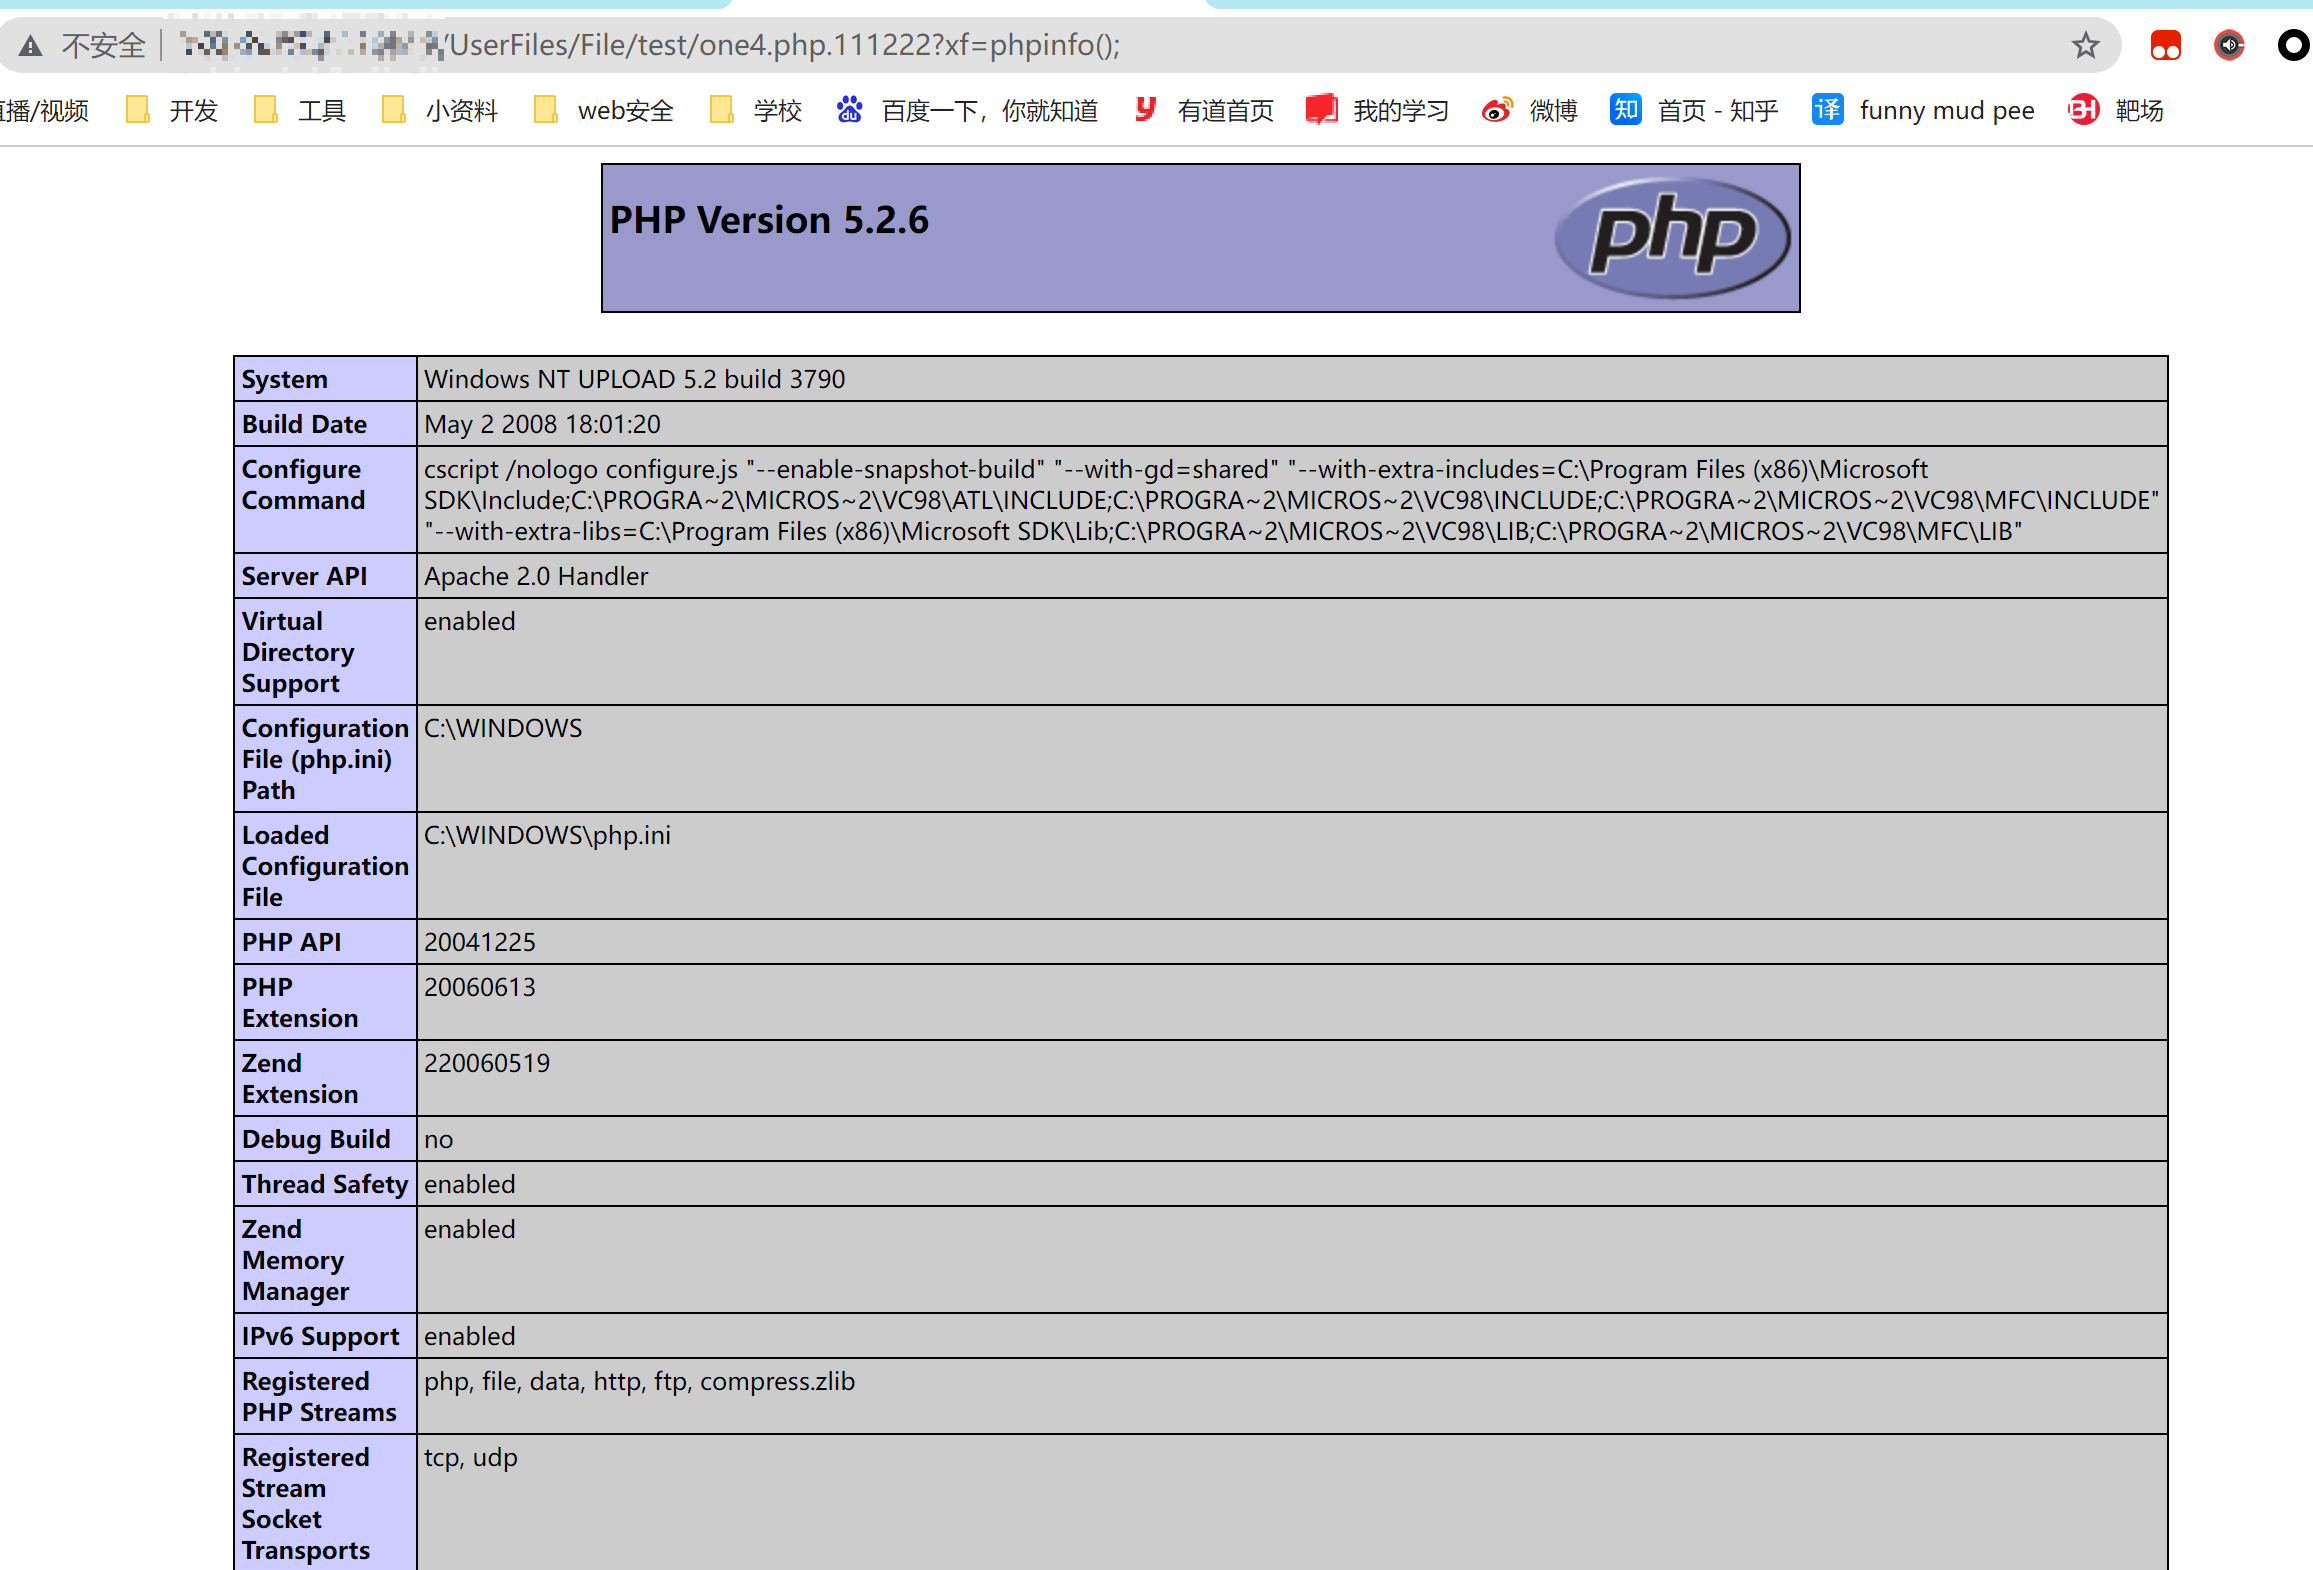 不安全 /UserFiles/File/test/one4.php.111222?xf=phpinfo();
播/视频 开发 工具 小资料 web安全 学校 du 百度一下，你就知道 y 有道首页 我的学习 微博 知 首页 - 知乎 译 funny mud pee 靶场
PHP Version 5.2.6
php
System Windows NT UPLOAD 5.2 build 3790
Build Date May 2 2008 18:01:20
Configure cscript /nologo configure.js "--enable-snapshot-build" "--with-gd=shared" "--with-extra-includes=C:\Program Files (x86)\Microsoft
Command SDK\Include;C:\PROGRA~2\MICROS~2\VC98\ATL\INCLUDE;C:\PROGRA~2\MICROS~2\VC98\INCLUDE;C:\PROGRA~2\MICROS~2\VC98\MFC\INCLUDE"
"--with-extra-libs=C:\Program Files (x86)\Microsoft SDK\Lib;C:\PROGRA~2\MICROS~2\VC98\LIB;C:\PROGRA~2\MICROS~2\VC98\MFC\LIB"
Server API Apache 2.0 Handler
Virtual enabled
Directory
Support
Configuration C:\WINDOWS
File (php.ini)
Path
Loaded C:\WINDOWS\php.ini
Configuration
File
PHP API 20041225
PHP 20060613
Extension
Zend 220060519
Extension
Debug Build no
Thread Safety enabled
Zend enabled
Memory
Manager
IPv6 Support enabled
Registered php, file, data, http, ftp, compress.zlib
PHP Streams
Registered tcp, udp
Stream
Socket
Transports